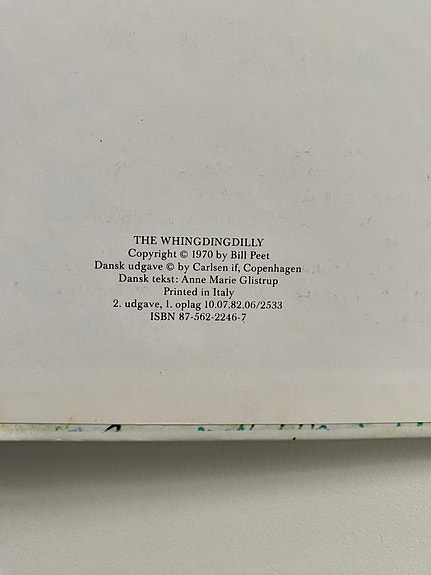 THE WHINGDINGDILLY
Copyright © 1970 by Bill Peet
Dansk udgave © by Carlsen if, Copenhagen
Dansk tekst: Anne Marie Glistrup
Printed in Italy
2. udgave, 1. oplag 10.07.82.06/2533
ISBN 87-562-2246-7